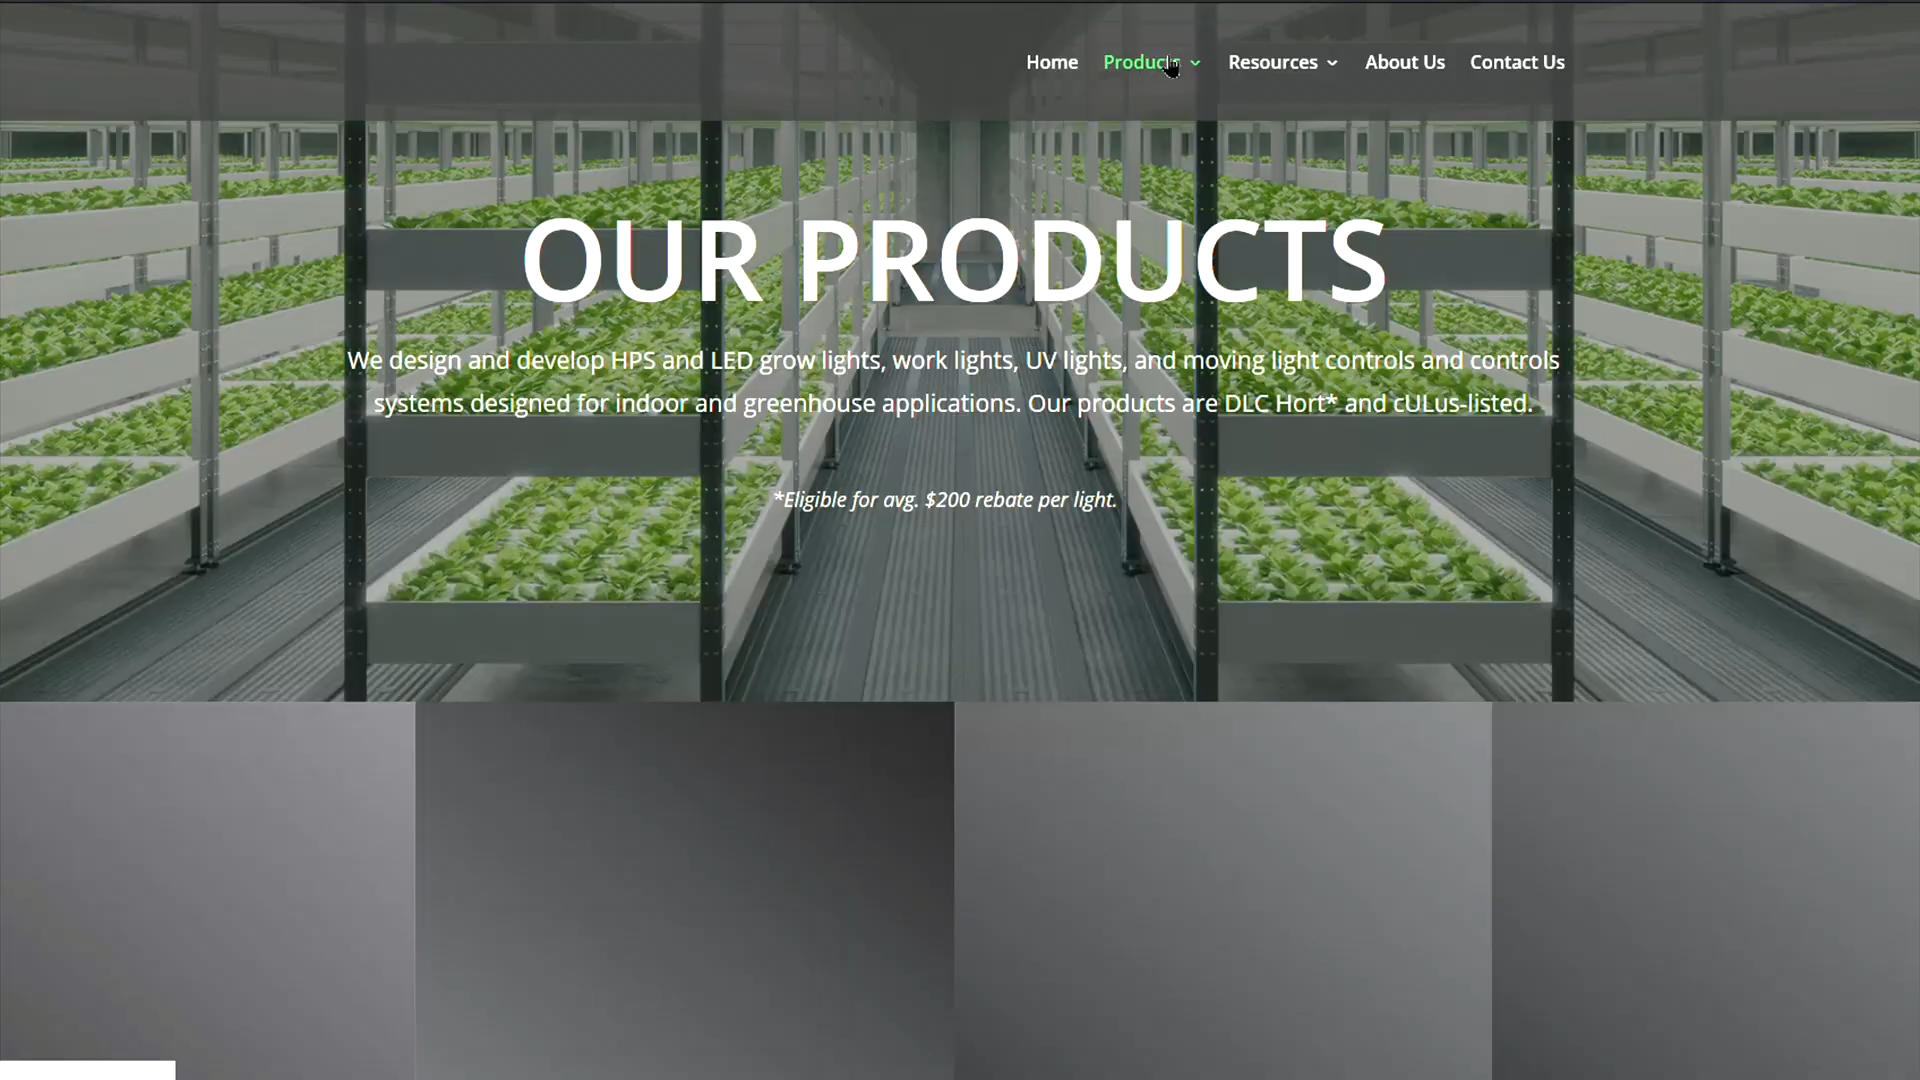 Home Products Resources About Us Contact Us
OUR PRODUCTS
We design and develop HPS and LED grow lights, work lights, UV lights, and moving light controls and controls
systems designed for indoor and greenhouse applications. Our products are DLC Hort* and cULus-listed.
*Eligible for avg. $200 rebate per light.